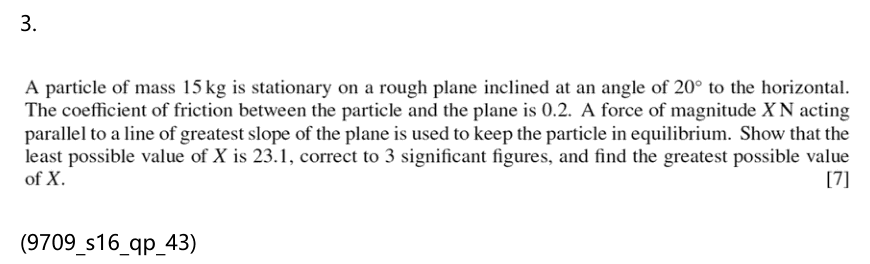 3.
A particle of mass 15 kg is stationary on a rough plane inclined at an angle of 20° to the horizontal.
The coefficient of friction between the particle and the plane is 0.2. A force of magnitude X N acting
parallel to a line of greatest slope of the plane is used to keep the particle in equilibrium. Show that the
least possible value of X is 23.1, correct to 3 significant figures, and find the greatest possible value
of X. [7]
(9709_s16_qp_43)